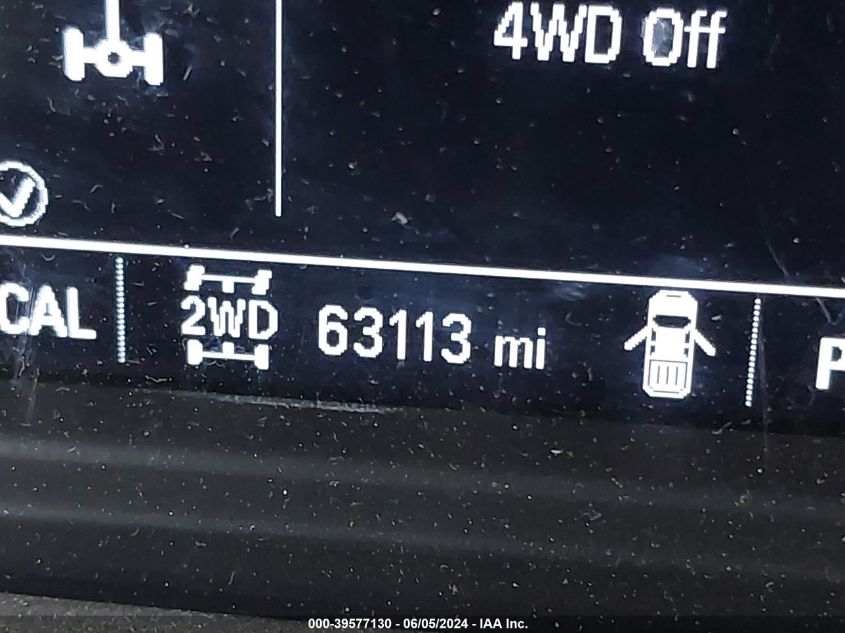 4WD Off
CAL 2WD 63113 mi P
000-39577130 - 06/05/2024 - IAA Inc.